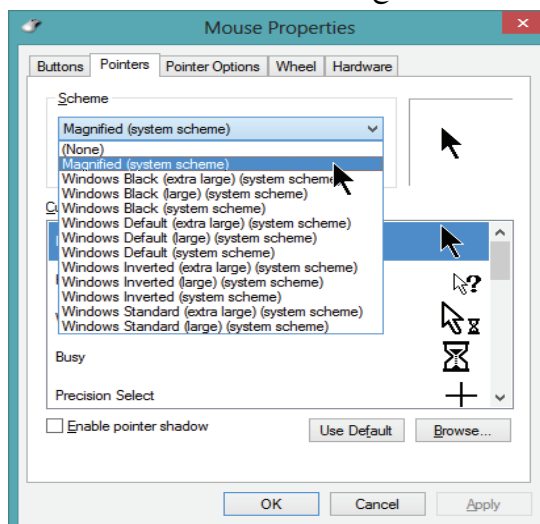 Mouse Properties
Buttons Pointers Pointer Options Wheel Hardware
Scheme
Magnified (system scheme)
(None)
Magnified (system scheme)
Windows Black (extra large) (system scheme)
Windows Black (large) (system scheme)
Windows Black (system scheme)
Windows Default (extra large) (system scheme)
Windows Default (large) (system scheme)
Windows Default (system scheme)
Windows Inverted (extra large) (system scheme)
Windows Inverted (large) (system scheme)
Windows Inverted (system scheme)
Windows Standard (extra large) (system scheme)
Windows Standard (large) (system scheme)
Busy
Precision Select
Enable pointer shadow
Use Default Browse...
OK Cancel Apply